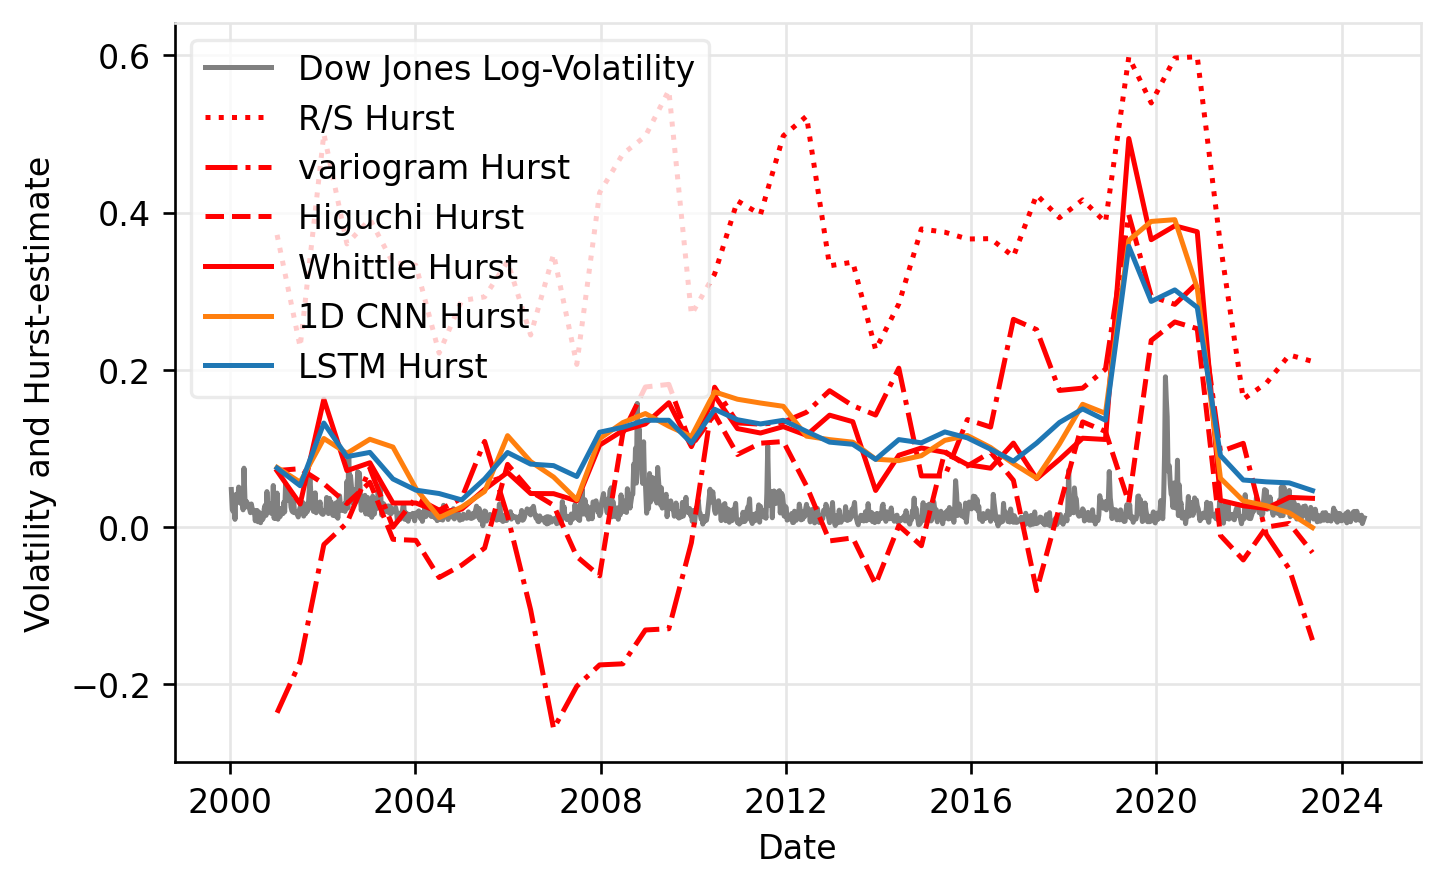 Dow Jones Log-Volatility
R/S Hurst
variogram Hurst
Higuchi Hurst
Whittle Hurst
1D CNN Hurst
LSTM Hurst
Volatility and Hurst-estimate
0.6
0.4
0.2
0.0
−0.2
2000 2004 2008 2012 2016 2020 2024
Date